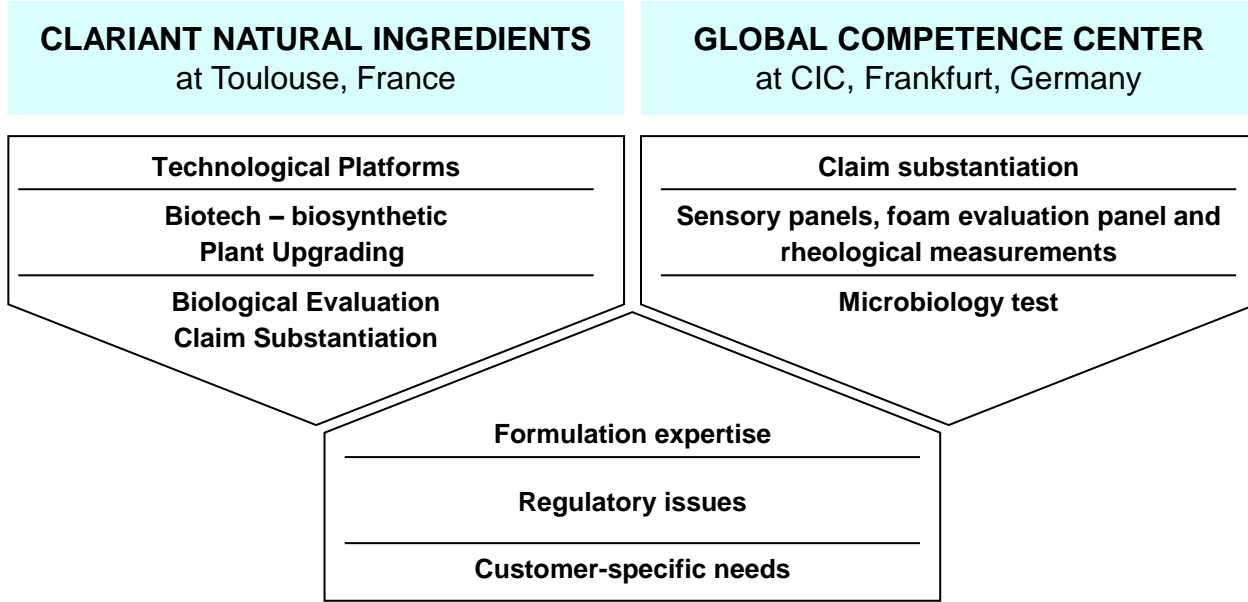 CLARIANT NATURAL INGREDIENTS
at Toulouse, France
GLOBAL COMPETENCE CENTER
at CIC, Frankfurt, Germany
Technological Platforms
Biotech – biosynthetic
Plant Upgrading
Biological Evaluation
Claim Substantiation
Claim substantiation
Sensory panels, foam evaluation panel and
rheological measurements
Microbiology test
Formulation expertise
Regulatory issues
Customer-specific needs